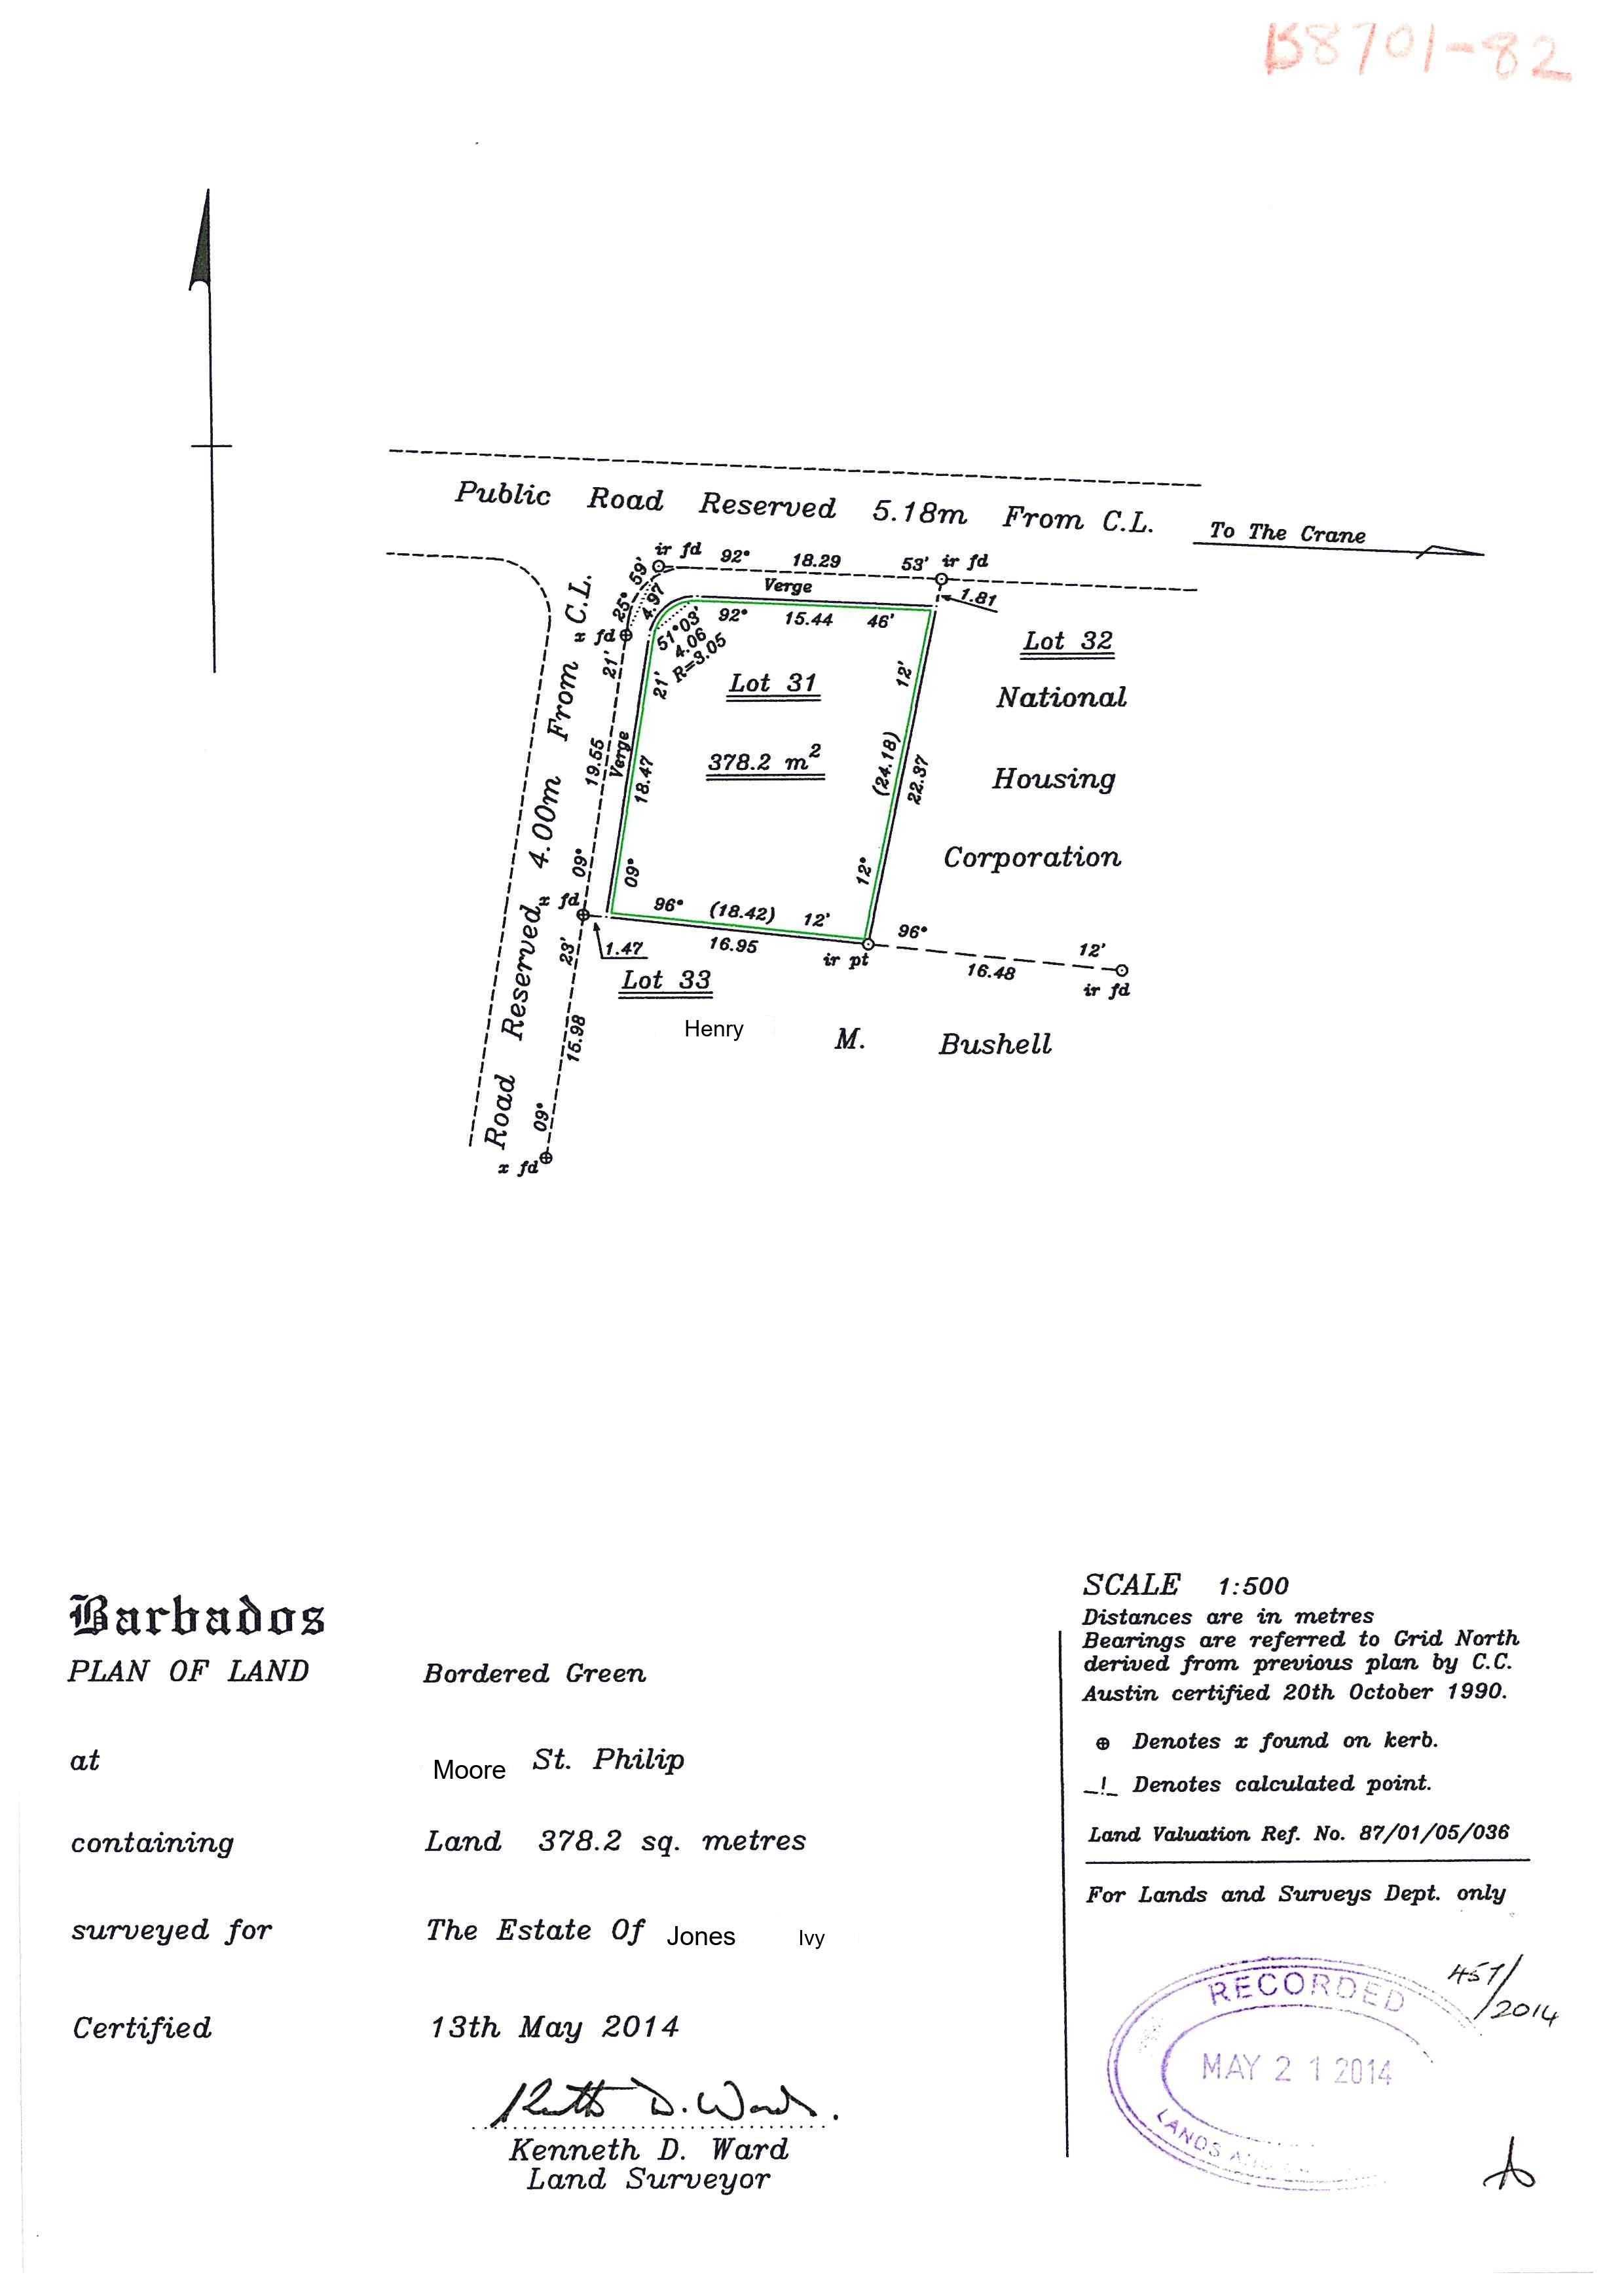 B8701-82
Public Road Reserved 5.18m From C.L.
To The Crane
ir fd 92° 18.29 53' ir fd
Verge
1.81
25° 59'
4.97
x fd
92° 15.44 46'
51°03'
4.06
R=3.05
21'
21'
Lot 31
378.2 m²
12'
(24.18)
22.37
12°
Lot 32
National
Housing
Corporation
Road Reserved 4.00m From C.L.
19.55
Verge
18.47
09°
09°
x fd
96° (18.42) 12'
1.47
16.95
ir pt
96° 12'
16.48
ir fd
Lot 33
Henry M. Bushell
23'
15.98
09°
x fd
Barbados
PLAN OF LAND Bordered Green
at Moore St. Philip
containing Land 378.2 sq. metres
surveyed for The Estate Of Jones Ivy
Certified 13th May 2014
Kenneth D. Ward
Land Surveyor
SCALE 1:500
Distances are in metres
Bearings are referred to Grid North
derived from previous plan by C.C.
Austin certified 20th October 1990.
⊕ Denotes x found on kerb.
_!_ Denotes calculated point.
Land Valuation Ref. No. 87/01/05/036
For Lands and Surveys Dept. only
457/2014
RECORDED
MAY 21 2014
LANDS AND